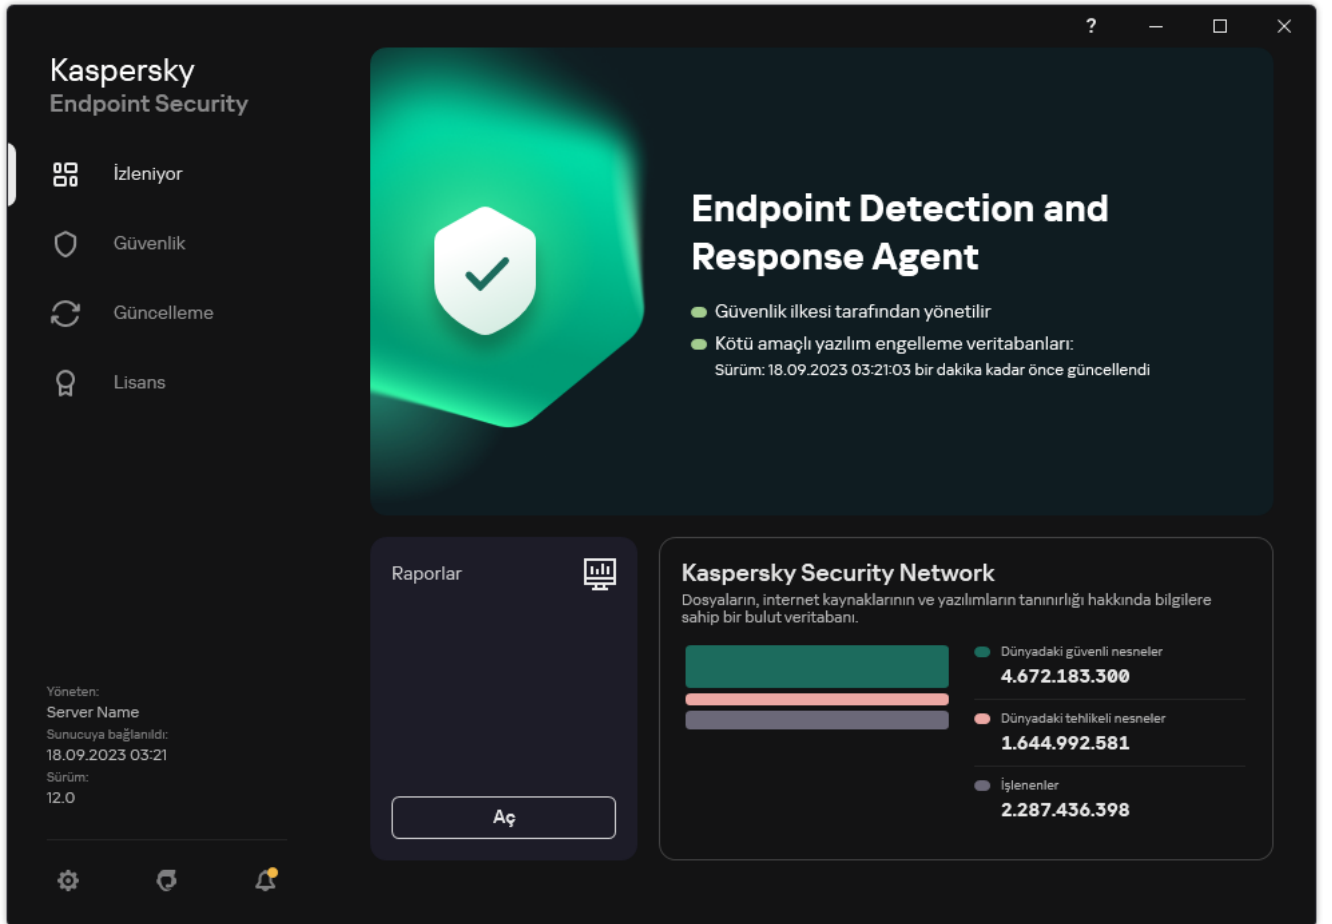 ?
Kaspersky
Endpoint Security
İzleniyor
Güvenlik
Güncelleme
Lisans
Endpoint Detection and
Response Agent
Güvenlik ilkesi tarafından yönetilir
Kötü amaçlı yazılım engelleme veritabanları:
Sürüm: 18.09.2023 03:21:03 bir dakika kadar önce güncellendi
Raporlar
Aç
Kaspersky Security Network
Dosyaların, internet kaynaklarının ve yazılımların tanınırlığı hakkında bilgilere
sahip bir bulut veritabanı.
Dünyadaki güvenli nesneler
4.672.183.300
Dünyadaki tehlikeli nesneler
1.644.992.581
İşlenenler
2.287.436.398
Yöneten:
Server Name
Sunucuya bağlanıldı:
18.09.2023 03:21
Sürüm:
12.0